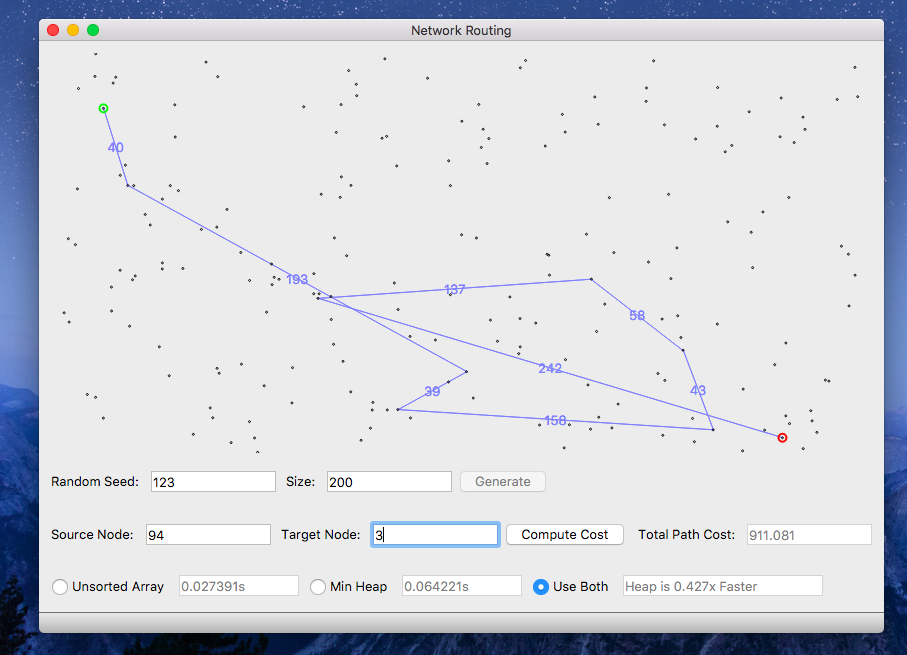 Network Routing
40
193
137
58
242
39
43
158
Random Seed: 123 Size: 200 Generate
Source Node: 94 Target Node: 3 Compute Cost Total Path Cost: 911.081
Unsorted Array 0.027391s Min Heap 0.064221s Use Both Heap is 0.427x Faster